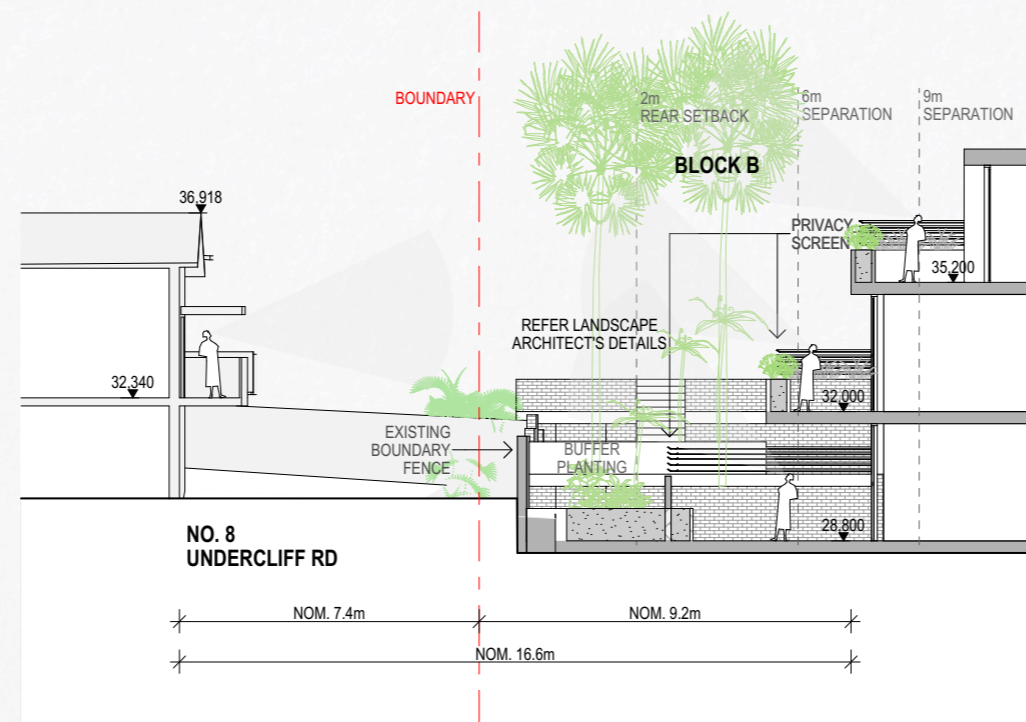 BOUNDARY
2m
REAR SETBACK
6m
SEPARATION
9m
SEPARATION
BLOCK B
36,918
PRIVACY
SCREEN
35,200
REFER LANDSCAPE
ARCHITECT'S DETAILS
32,340
32,000
EXISTING
BOUNDARY
FENCE
BUFFER
PLANTING
28,800
NO. 8
UNDERCLIFF RD
NOM. 7.4m
NOM. 9.2m
NOM. 16.6m